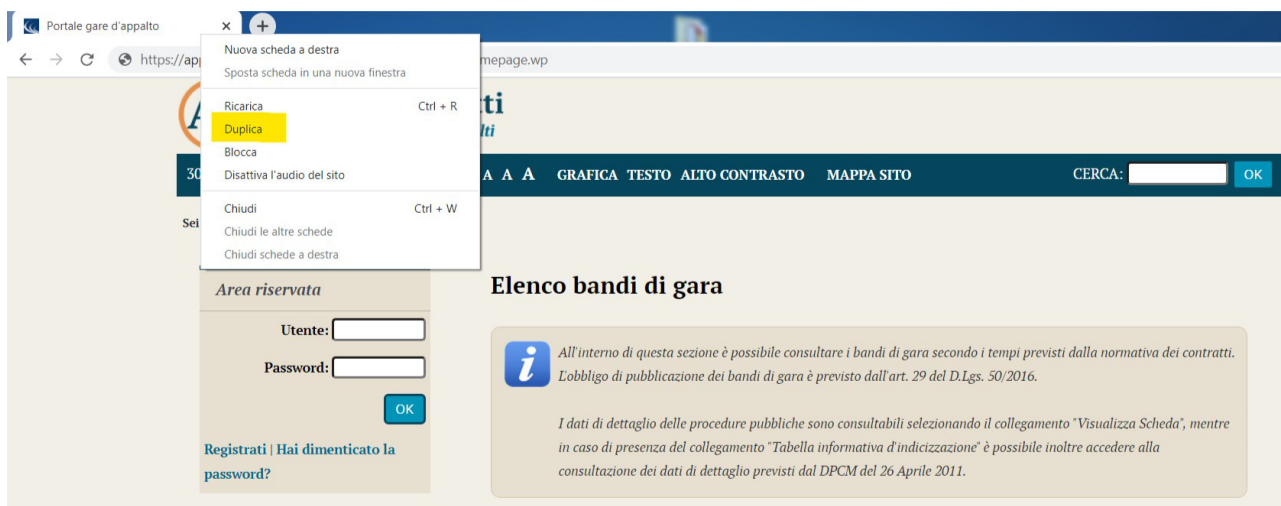 Portale gare d'appalto
https://app
mepage.wp
Nuova scheda a destra
Sposta scheda in una nuova finestra
Ricarica Ctrl + R
Duplica
Blocca
Disattiva l'audio del sito
Chiudi Ctrl + W
Chiudi le altre schede
Chiudi schede a destra
A
tti
lti
30
A A A GRAFICA TESTO ALTO CONTRASTO MAPPA SITO CERCA: OK
Sei
Area riservata
Utente:
Password:
OK
Registrati | Hai dimenticato la
password?
Elenco bandi di gara
i
All'interno di questa sezione è possibile consultare i bandi di gara secondo i tempi previsti dalla normativa dei contratti.
L'obbligo di pubblicazione dei bandi di gara è previsto dall'art. 29 del D.Lgs. 50/2016.
I dati di dettaglio delle procedure pubbliche sono consultabili selezionando il collegamento "Visualizza Scheda", mentre
in caso di presenza del collegamento "Tabella informativa d'indicizzazione" è possibile inoltre accedere alla
consultazione dei dati di dettaglio previsti dal DPCM del 26 Aprile 2011.